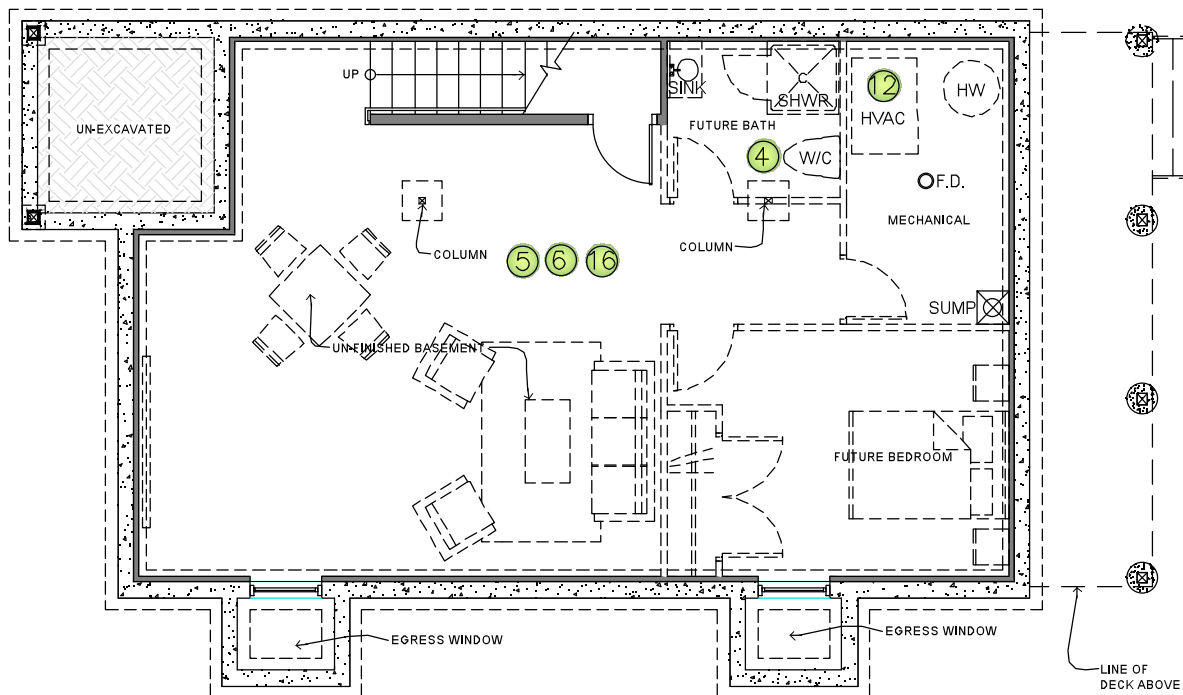 UP
SINK
C
SHWR
12
HVAC
HW
UN-EXCAVATED
FUTURE BATH
4
W/C
F.D.
MECHANICAL
COLUMN
5
6
16
COLUMN
SUMP
UN-FINISHED BASEMENT
FUTURE BEDROOM
EGRESS WINDOW
EGRESS WINDOW
LINE OF
DECK ABOVE